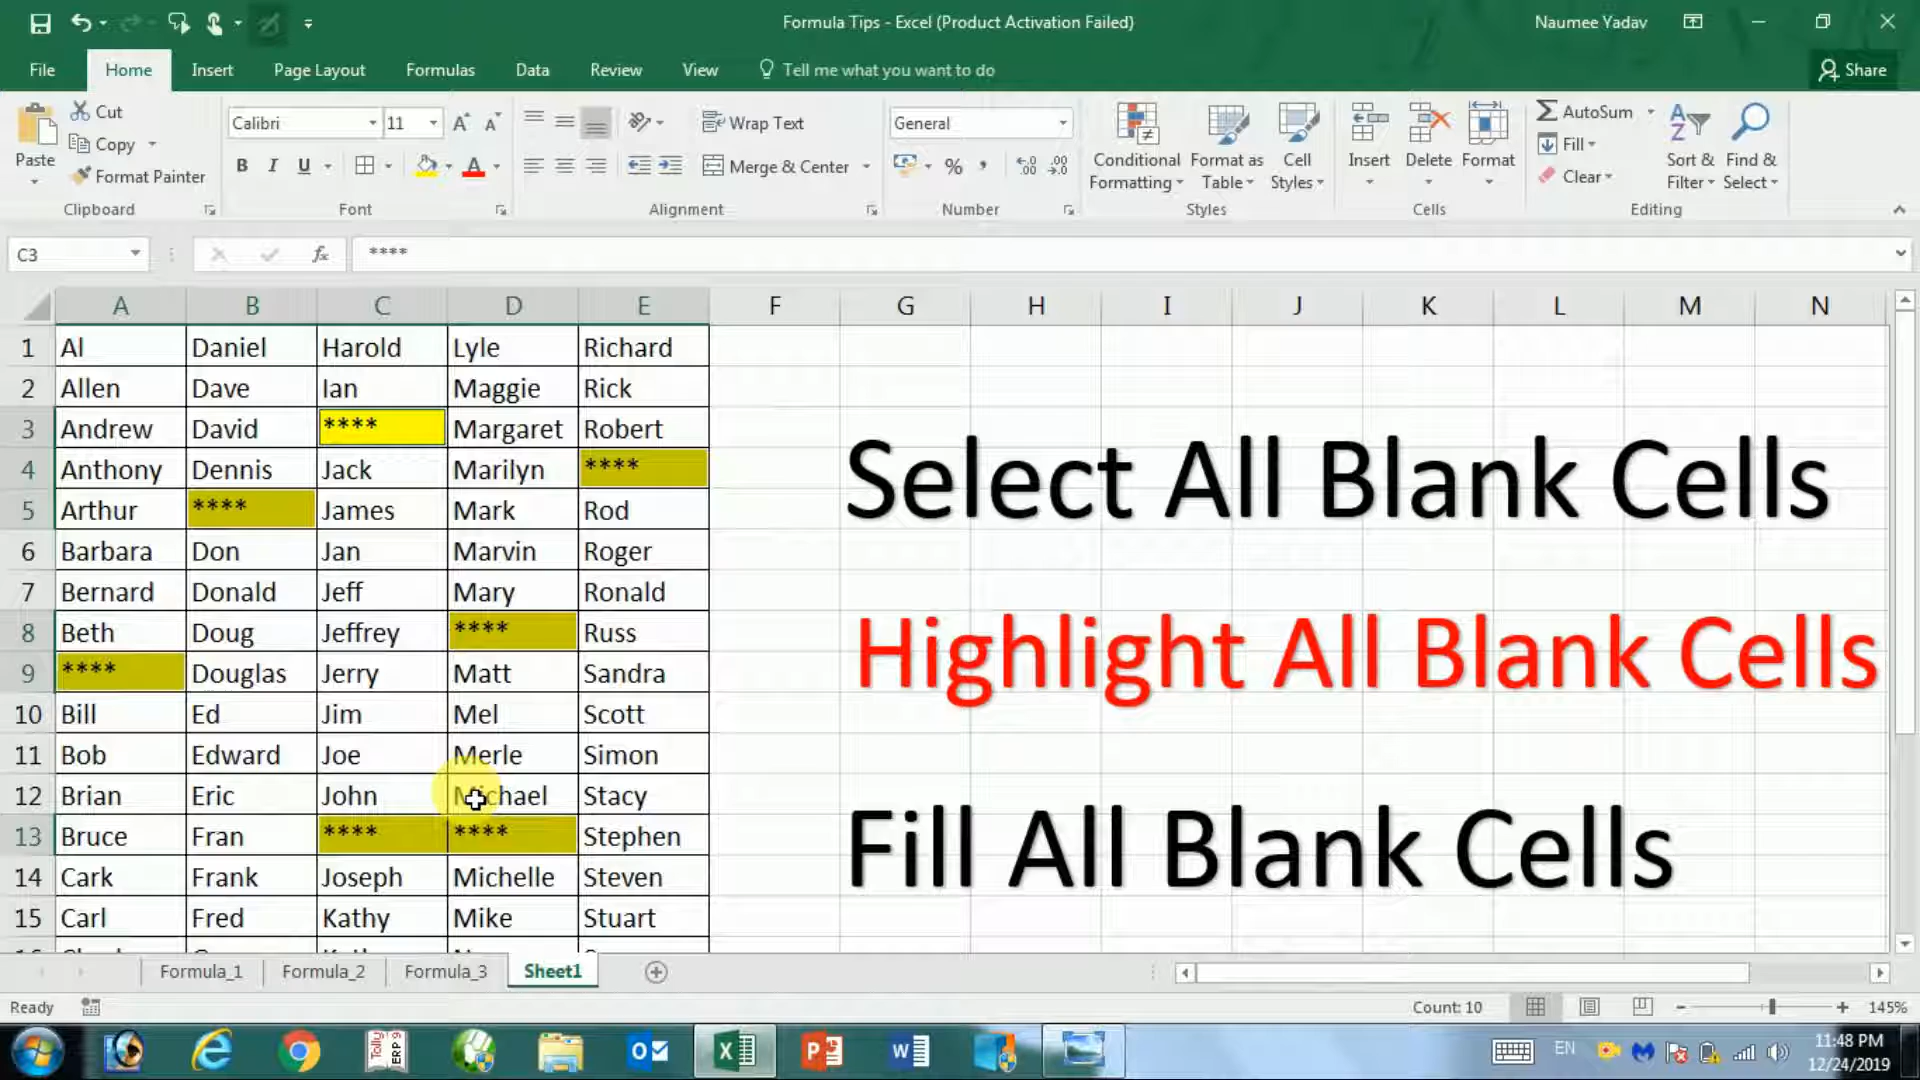 Formula Tips - Excel (Product Activation Failed)
Naumee Yadav
File Home Insert Page Layout Formulas Data Review View Tell me what you want to do Share
Cut
Copy
Format Painter
Paste
Clipboard
Calibri 11
B I U
Font
Wrap Text
Merge & Center
Alignment
General
%
Number
Conditional Formatting
Format as Table
Cell Styles
Styles
Insert Delete Format
Cells
AutoSum
Fill
Clear
Sort & Filter
Find & Select
Editing
C3 fx ****
A B C D E F G H I J K L M N
1 Al Daniel Harold Lyle Richard
2 Allen Dave Ian Maggie Rick
3 Andrew David **** Margaret Robert
4 Anthony Dennis Jack Marilyn ****
5 Arthur **** James Mark Rod
6 Barbara Don Jan Marvin Roger
7 Bernard Donald Jeff Mary Ronald
8 Beth Doug Jeffrey **** Russ
9 **** Douglas Jerry Matt Sandra
10 Bill Ed Jim Mel Scott
11 Bob Edward Joe Merle Simon
12 Brian Eric John Michael Stacy
13 Bruce Fran **** **** Stephen
14 Cark Frank Joseph Michelle Steven
15 Carl Fred Kathy Mike Stuart
Select All Blank Cells
Highlight All Blank Cells
Fill All Blank Cells
Formula_1 Formula_2 Formula_3 Sheet1
Ready Count: 10 145%
Tally ERP 9
EN
11:48 PM
12/24/2019